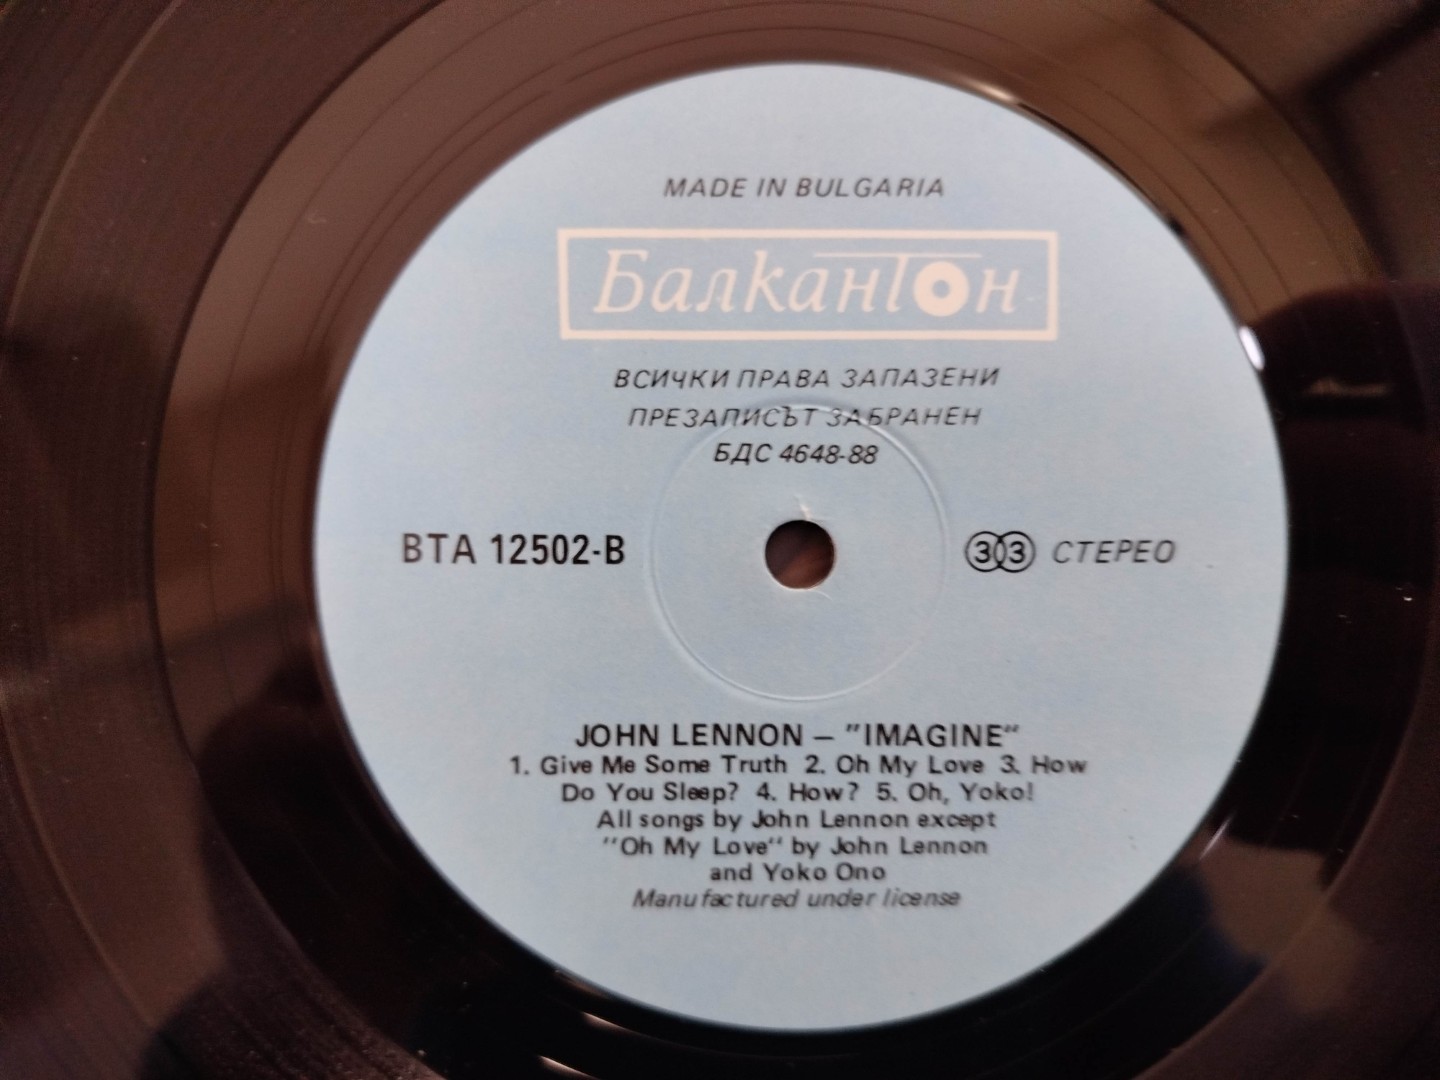 MADE IN BULGARIA
Балкантон
ВСИЧКИ ПРАВА ЗАПАЗЕНИ
ПРЕЗАПИСЪТ ЗАБРАНЕН
БДС 4648-88
ВТА 12502-В
33 СТЕРЕО
JOHN LENNON – "IMAGINE"
1. Give Me Some Truth 2. Oh My Love 3. How
Do You Sleep? 4. How? 5. Oh, Yoko!
All songs by John Lennon except
"Oh My Love" by John Lennon
and Yoko Ono
Manufactured under license